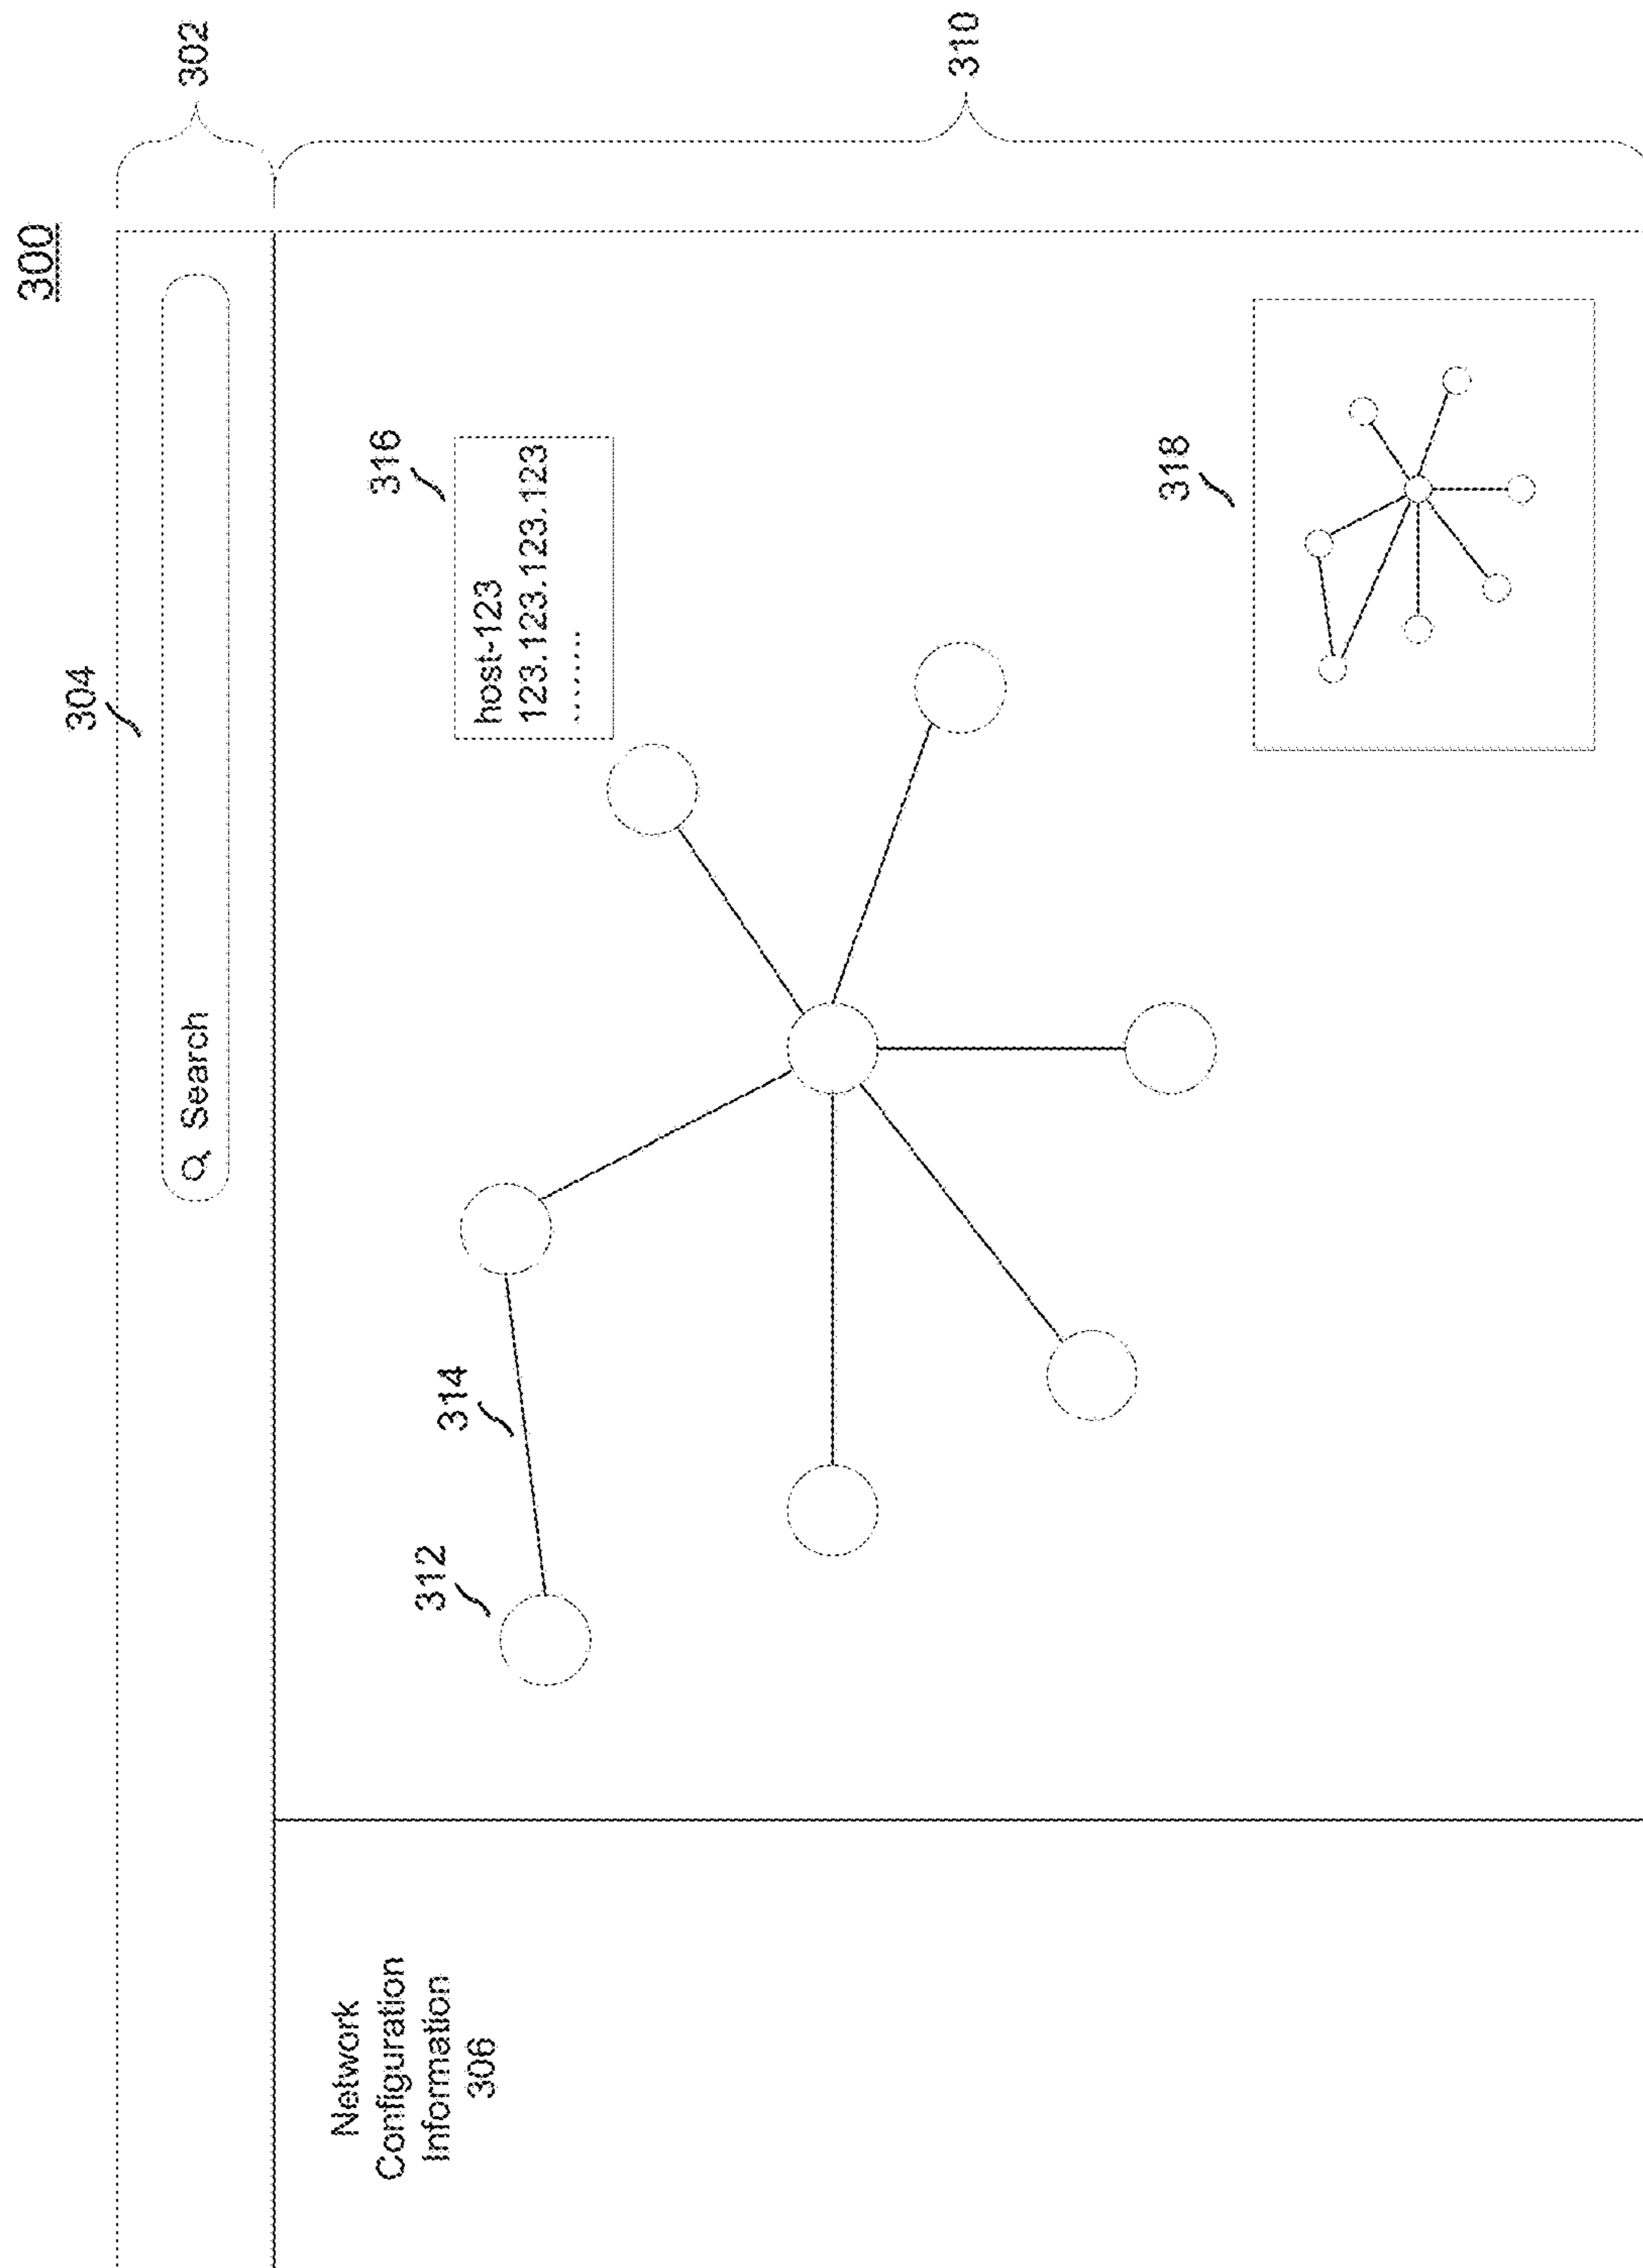 300
302
304
Search
310
Network
Configuration
Information
306
312
314
316
host-123
123.123.123.123
.......
318